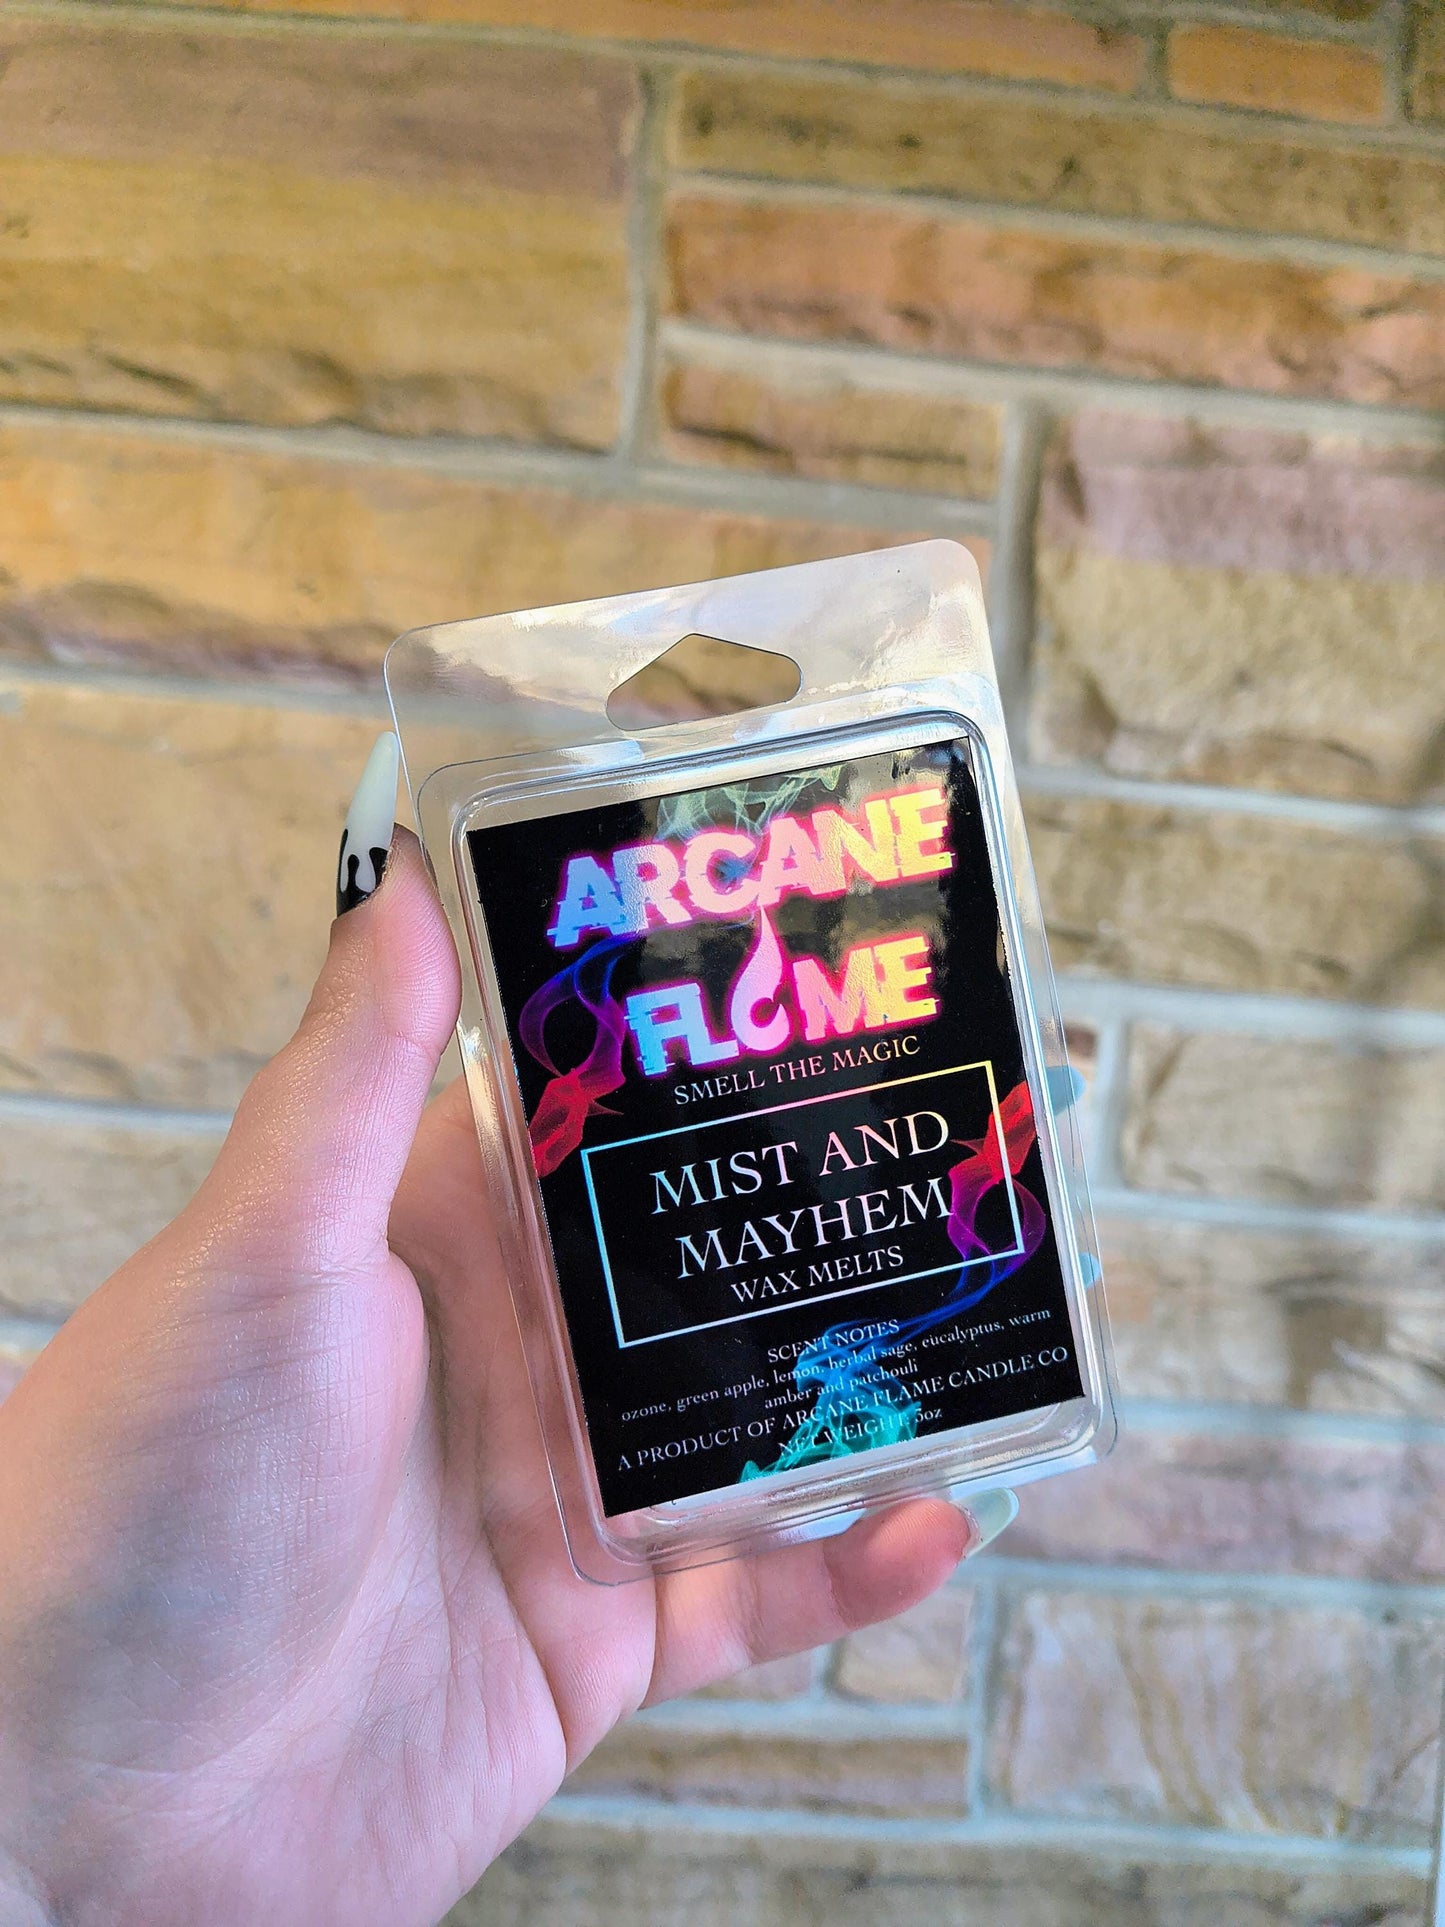 ARCANE
FLAME
SMELL THE MAGIC
MIST AND
MAYHEM
WAX MELTS
SCENT NOTES
ozone, green apple, lemon, herbal sage, eucalyptus, warm
amber and patchouli
A PRODUCT OF ARCANE FLAME CANDLE CO
NET WEIGHT: 3oz